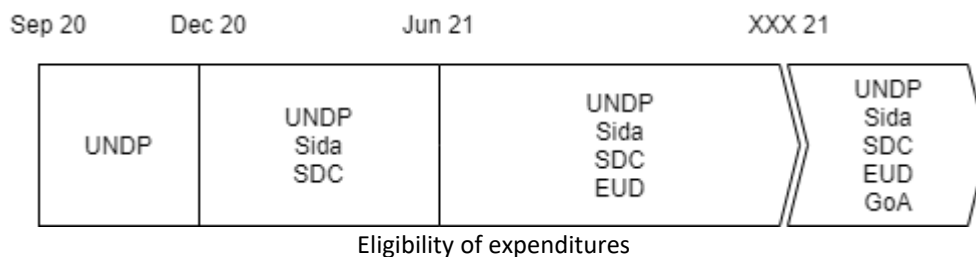 Sep 20 Dec 20 Jun 21 XXX 21
UNDP
UNDP
Sida
SDC
UNDP
Sida
SDC
EUD
UNDP
Sida
SDC
EUD
GoA
Eligibility of expenditures